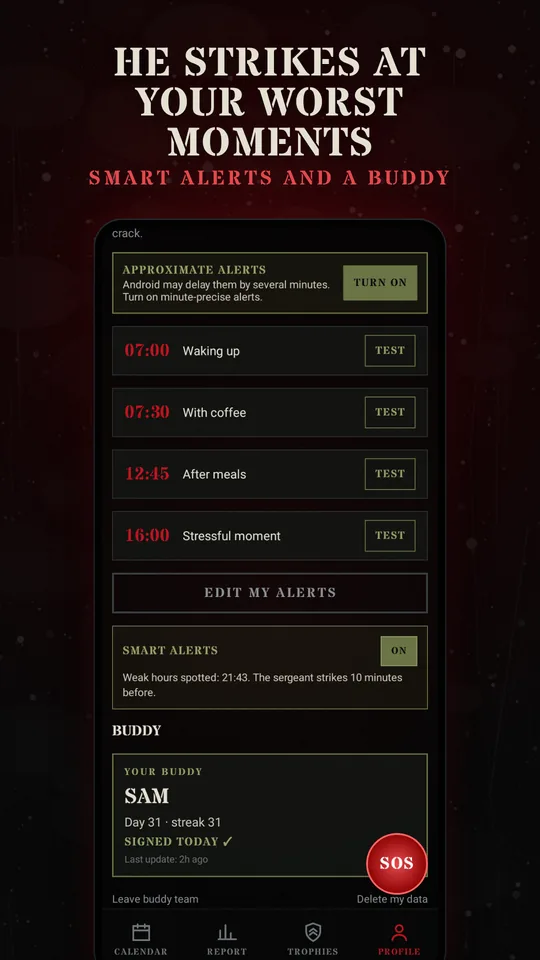 HE STRIKES AT
YOUR WORST
MOMENTS
SMART ALERTS AND A BUDDY
crack.
APPROXIMATE ALERTS
Android may delay them by several minutes.
Turn on minute-precise alerts.
TURN ON
07:00 Waking up TEST
07:30 With coffee TEST
12:45 After meals TEST
16:00 Stressful moment TEST
EDIT MY ALERTS
SMART ALERTS ON
Weak hours spotted: 21:43. The sergeant strikes 10 minutes
before.
BUDDY
YOUR BUDDY
SAM
Day 31 · streak 31
SIGNED TODAY ✓
Last update: 2h ago
SOS
Leave buddy team Delete my data
CALENDAR REPORT TROPHIES PROFILE